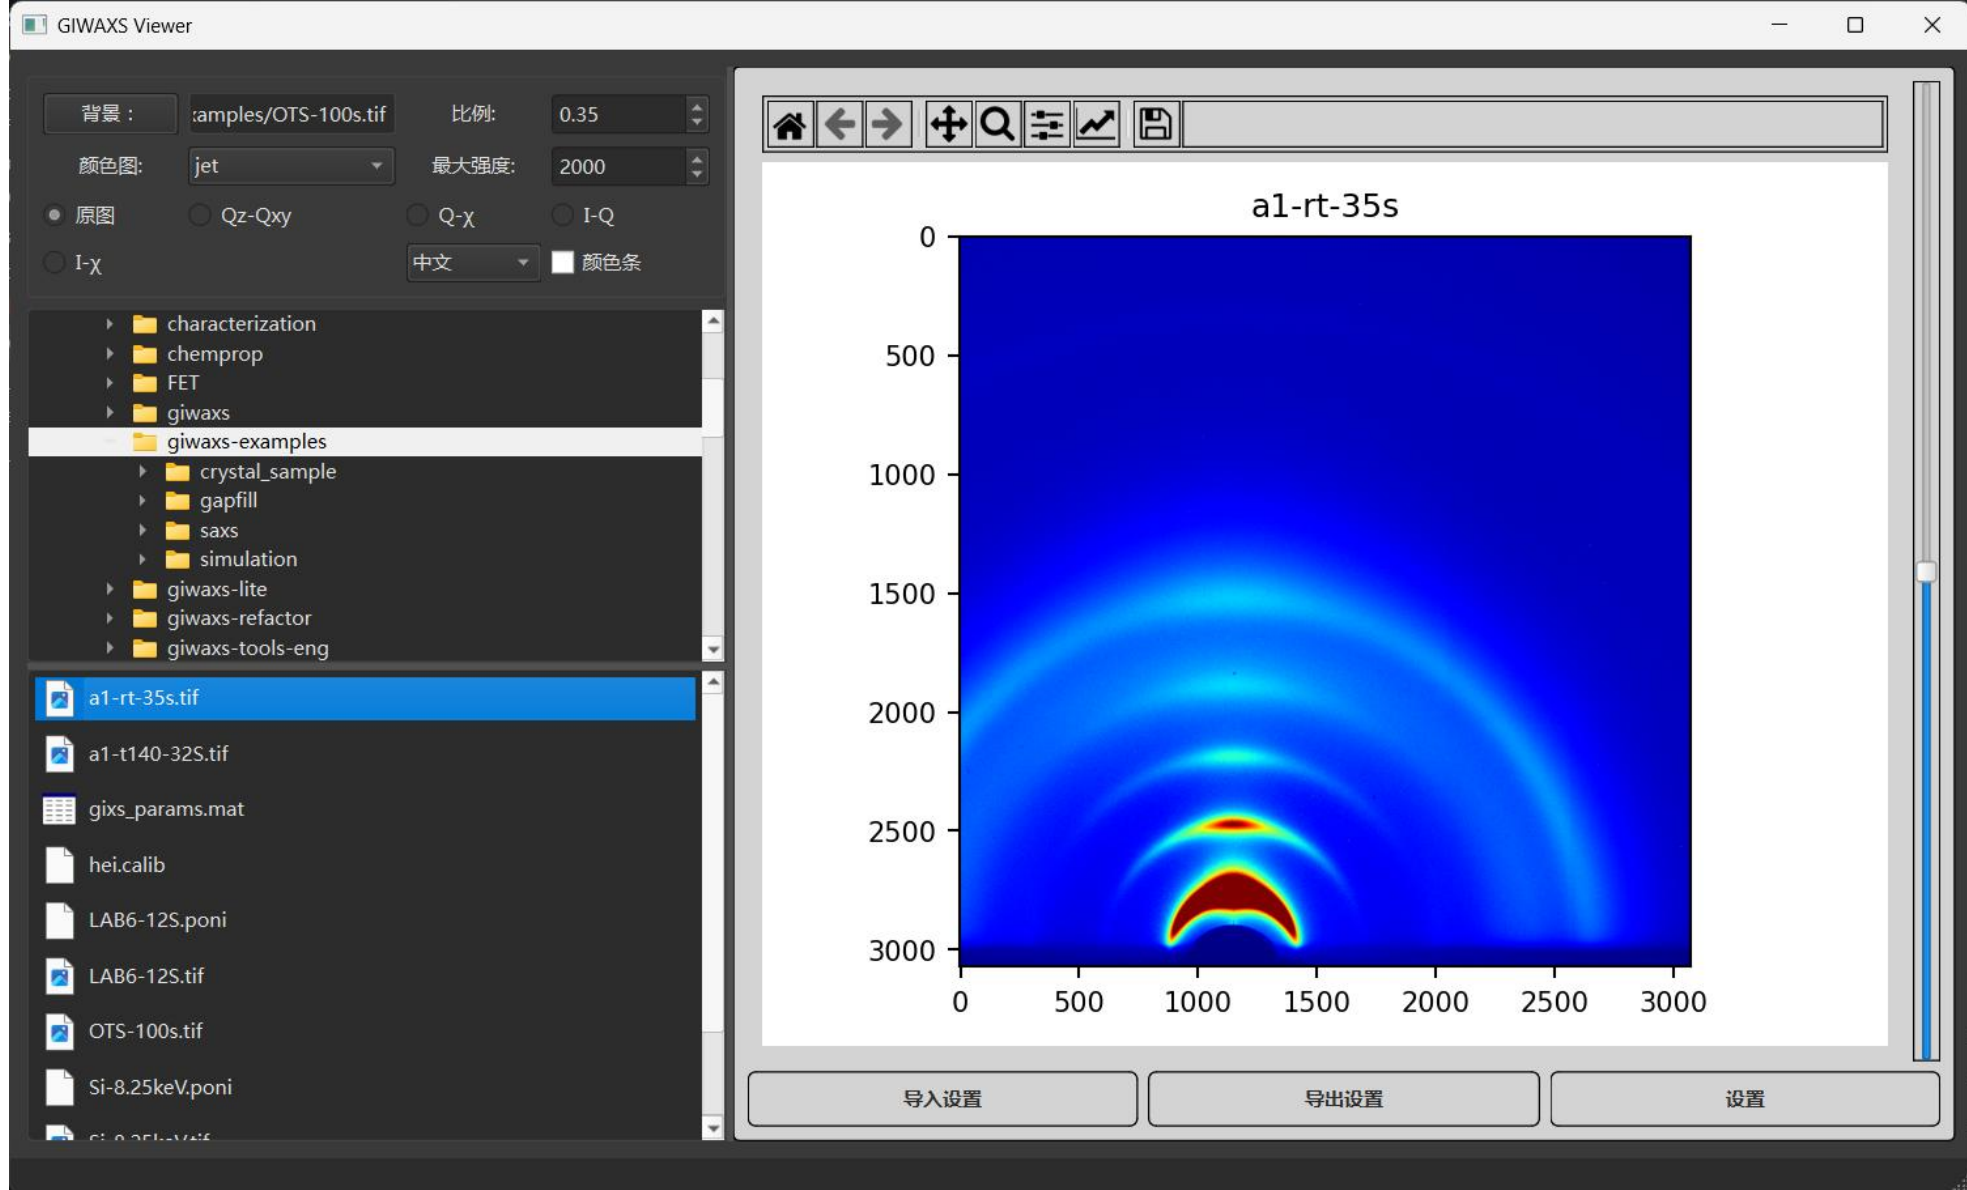 GIWAXS Viewer
背景： :amples/OTS-100s.tif 比例: 0.35
颜色图: jet 最大强度: 2000
原图 Qz-Qxy Q-χ I-Q
I-χ 中文 颜色条
characterization
chemprop
FET
giwaxs
giwaxs-examples
crystal_sample
gapfill
saxs
simulation
giwaxs-lite
giwaxs-refactor
giwaxs-tools-eng
a1-rt-35s.tif
a1-t140-32S.tif
gixs_params.mat
hei.calib
LAB6-12S.poni
LAB6-12S.tif
OTS-100s.tif
Si-8.25keV.poni
Si-8.25keV.tif
a1-rt-35s
0
500
1000
1500
2000
2500
3000
0 500 1000 1500 2000 2500 3000
导入设置 导出设置 设置